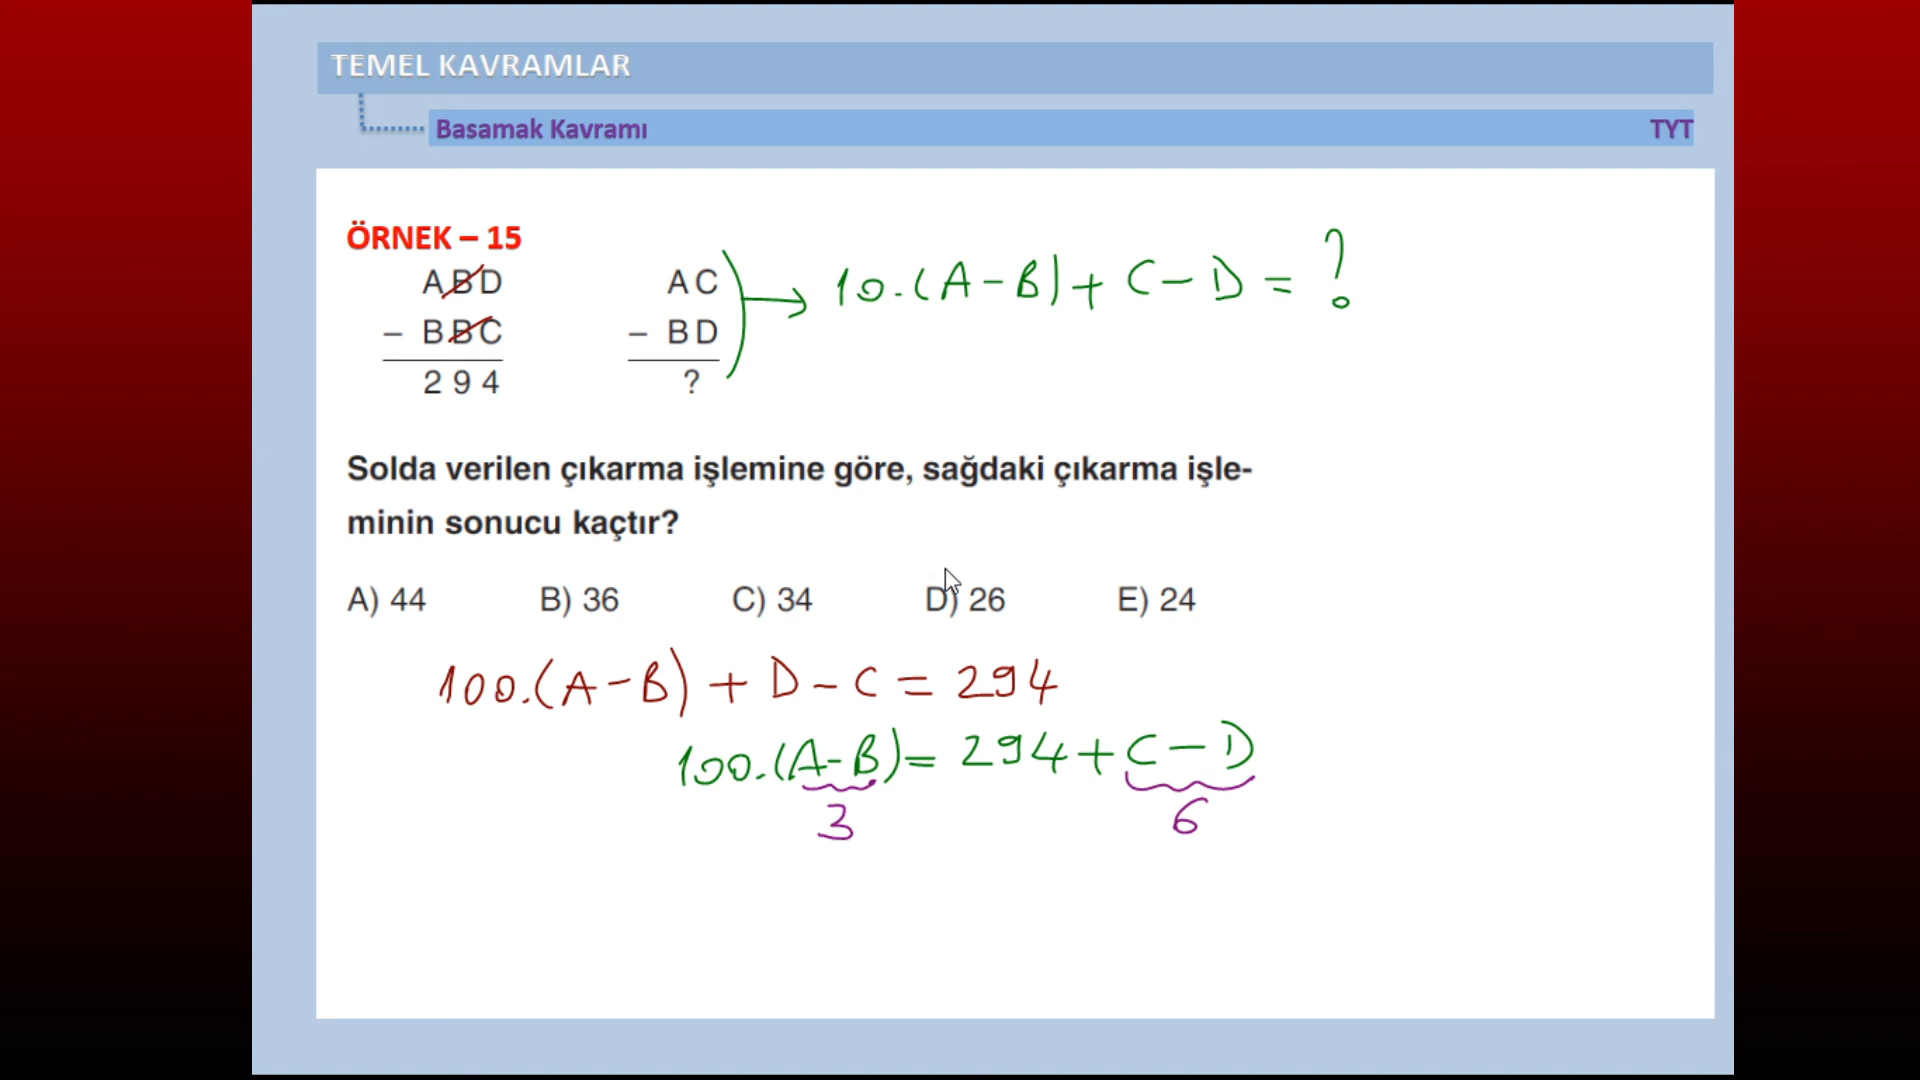 TEMEL KAVRAMLAR
Basamak Kavramı TYT
ÖRNEK – 15
ABD
– BBC
294
AC
– BD
?
10.(A-B)+C-D=?
Solda verilen çıkarma işlemine göre, sağdaki çıkarma işle-
minin sonucu kaçtır?
A) 44 B) 36 C) 34 D) 26 E) 24
100.(A-B)+D-C=294
100.(A-B)=294+C-D
3 6